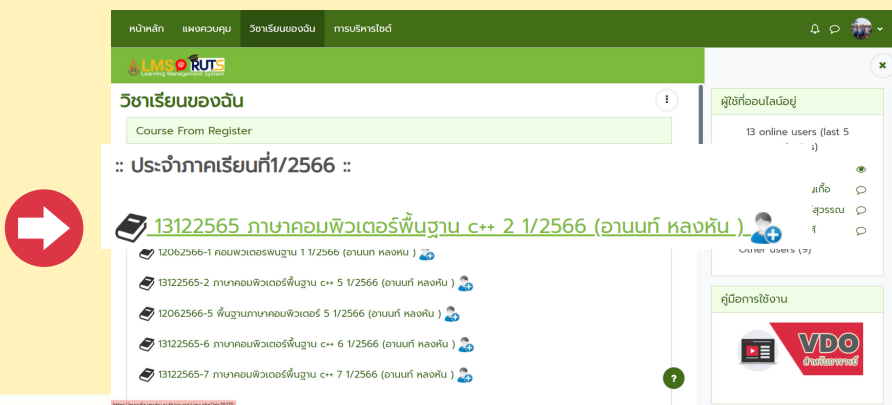 หน้าหลัก แผงควบคุม วิชาเรียนของฉัน การบริหารไซต์
LMS RUTS
Learning Management System
วิชาเรียนของฉัน
Course From Register
:: ประจำภาคเรียนที่1/2566 ::
13122565 ภาษาคอมพิวเตอร์พื้นฐาน c++ 2 1/2566 (อานนท์ หลงหัน )
12062566-1 คอมพิวเตอร์พื้นฐาน 1 1/2566 (อานนท์ หลงหัน )
13122565-2 ภาษาคอมพิวเตอร์พื้นฐาน c++ 5 1/2566 (อานนท์ หลงหัน )
12062566-5 พื้นฐานภาษาคอมพิวเตอร์ 5 1/2566 (อานนท์ หลงหัน )
13122565-6 ภาษาคอมพิวเตอร์พื้นฐาน c++ 6 1/2566 (อานนท์ หลงหัน )
13122565-7 ภาษาคอมพิวเตอร์พื้นฐาน c++ 7 1/2566 (อานนท์ หลงหัน )
ผู้ใช้ที่ออนไลน์อยู่
13 online users (last 5
Other users (9)
คู่มือการใช้งาน
VDO
สำหรับอาจารย์